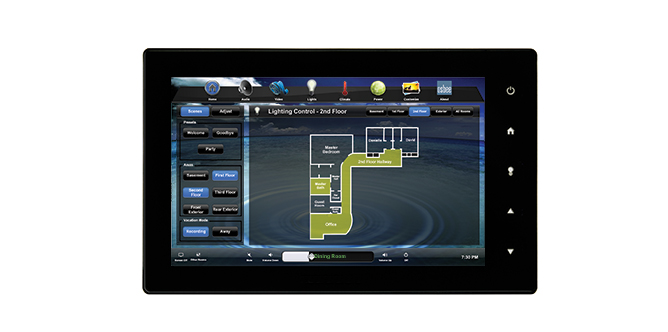 Home Audio Video Lights Climate Power Customize About
Scenes Adjust
Lighting Control - 2nd Floor
Basement 1st Floor 2nd Floor Exterior All Rooms
Presets
Welcome Goodbye
Party
Areas
Basement First Floor
Second Floor
Third Floor
Front Exterior
Rear Exterior
Vacation Mode
Recording Away
Master Bedroom
Danielle
David
2nd Floor Hallway
Master Bath
Guest Room
Office
Dining Room
7:30 PM